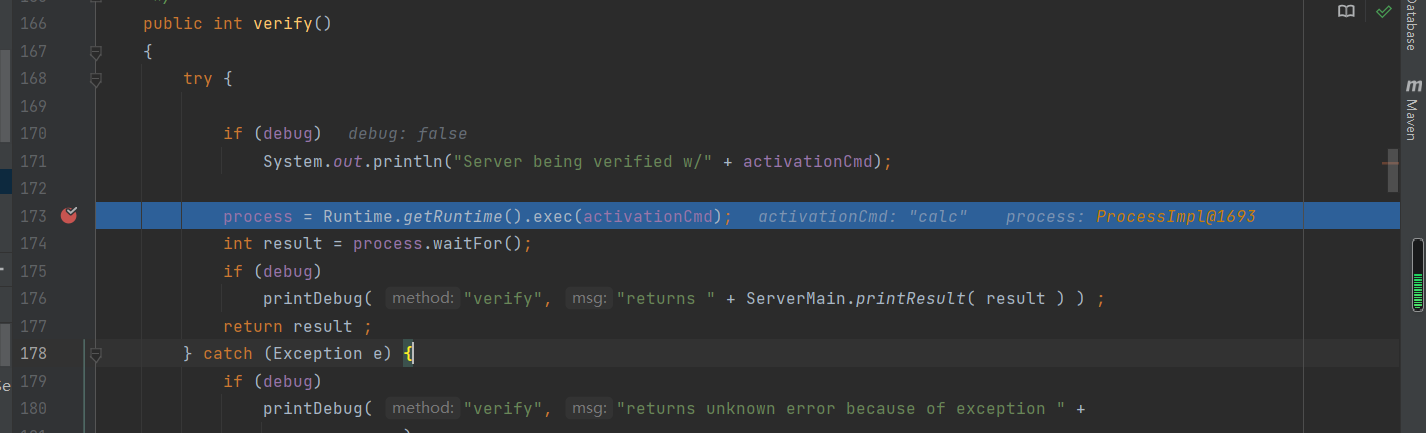 166 public int verify()
167 {
168 try {
169
170 if (debug) debug: false
171 System.out.println("Server being verified w/" + activationCmd);
172
173 process = Runtime.getRuntime().exec(activationCmd); activationCmd: "calc" process: ProcessImpl@1693
174 int result = process.waitFor();
175 if (debug)
176 printDebug( method: "verify", msg: "returns " + ServerMain.printResult( result ) ) ;
177 return result ;
178 } catch (Exception e) {
179 if (debug)
180 printDebug( method: "verify", msg: "returns unknown error because of exception " +
Se
Database
m Maven